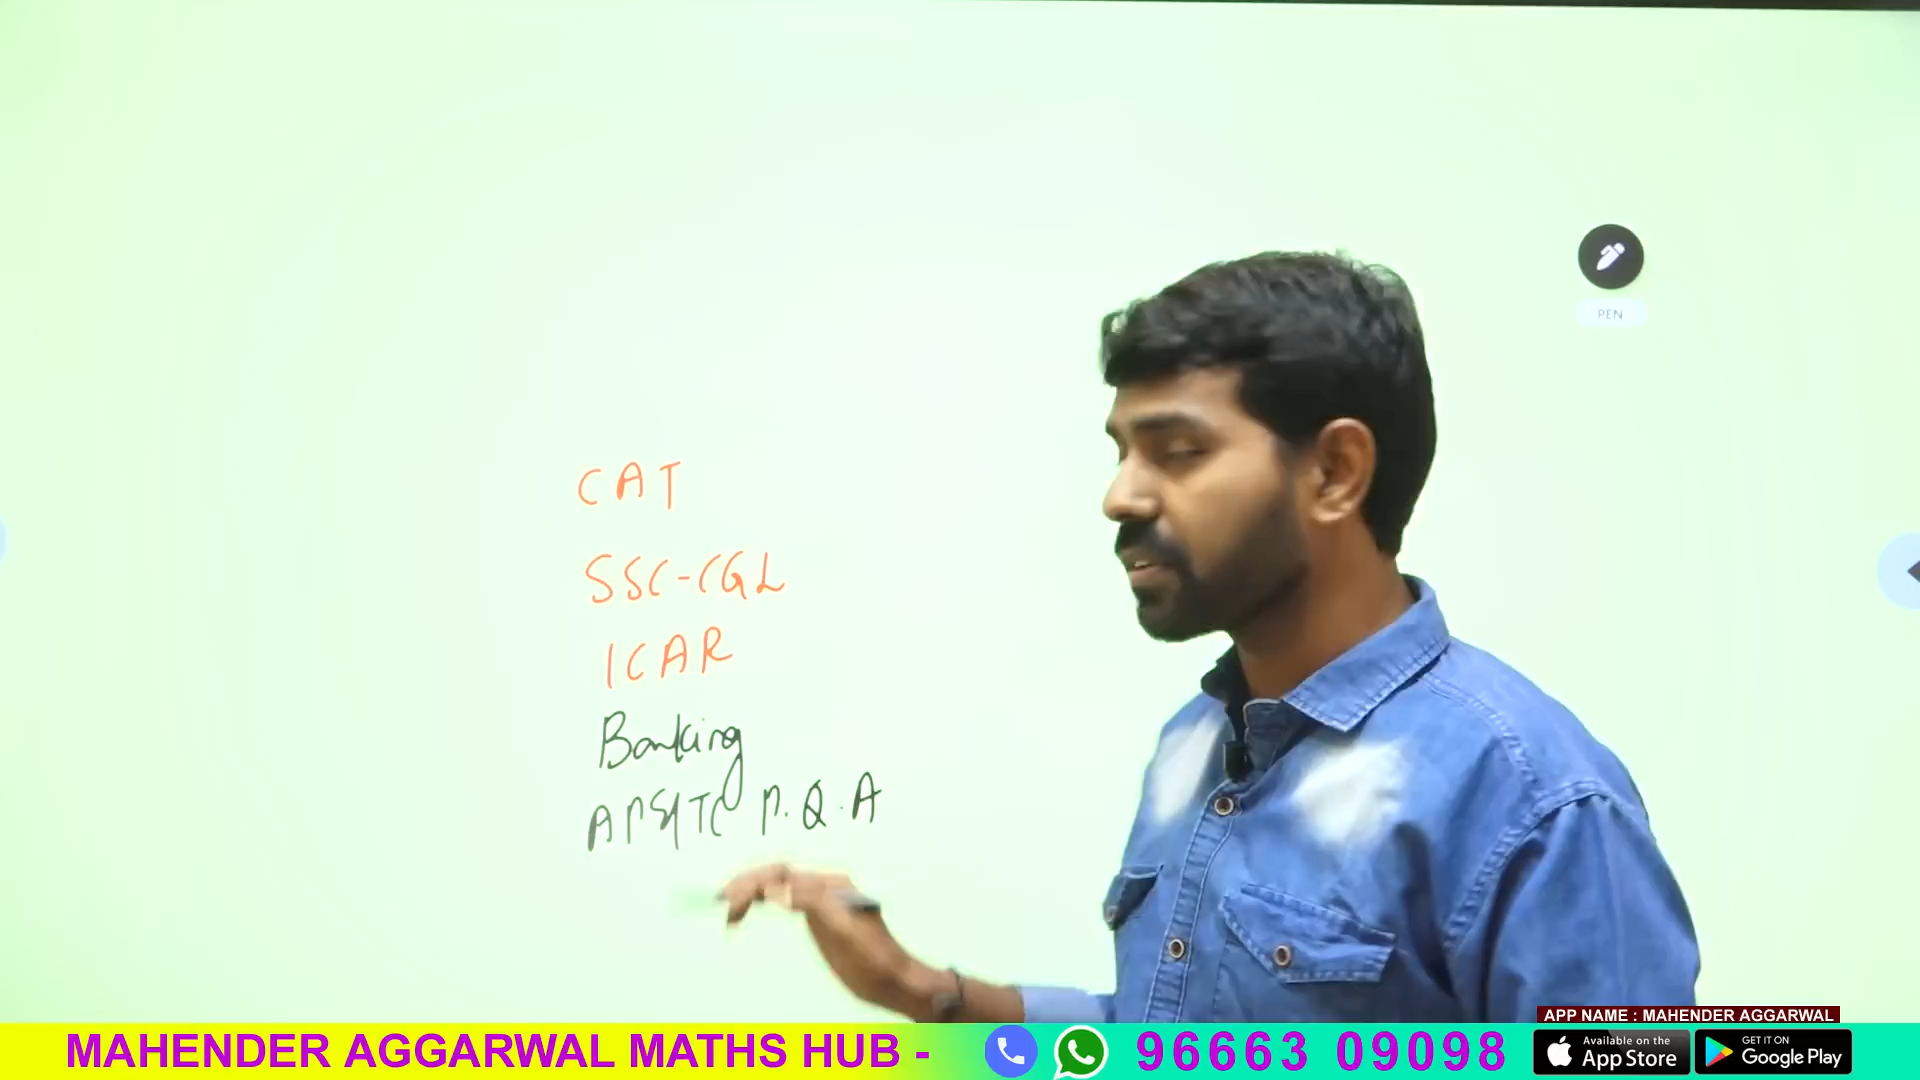 PEN
CAT
SSC-CGL
ICAR
Banking
A.Q.A
APP NAME : MAHENDER AGGARWAL
MAHENDER AGGARWAL MATHS HUB - 96663 09098
Available on the
App Store
GET IT ON
Google Play